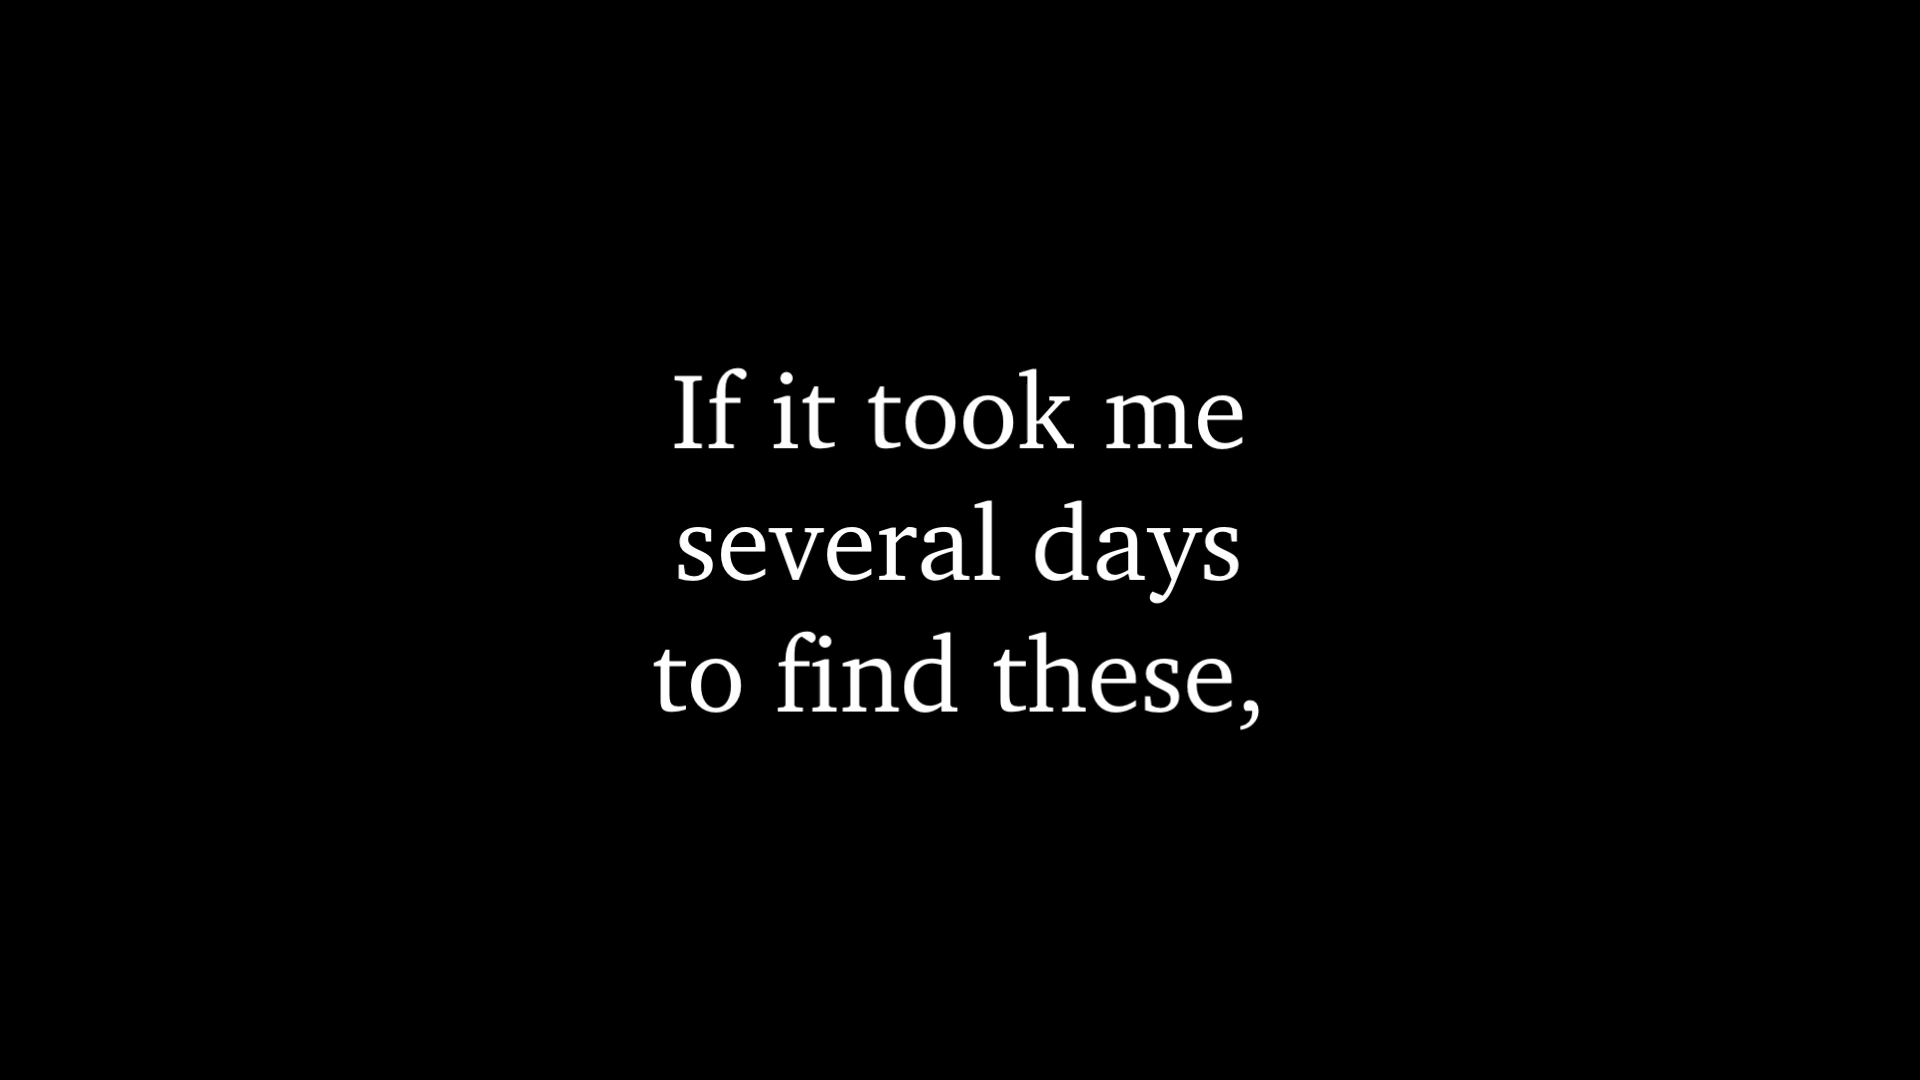 If it took me
several days
to find these,